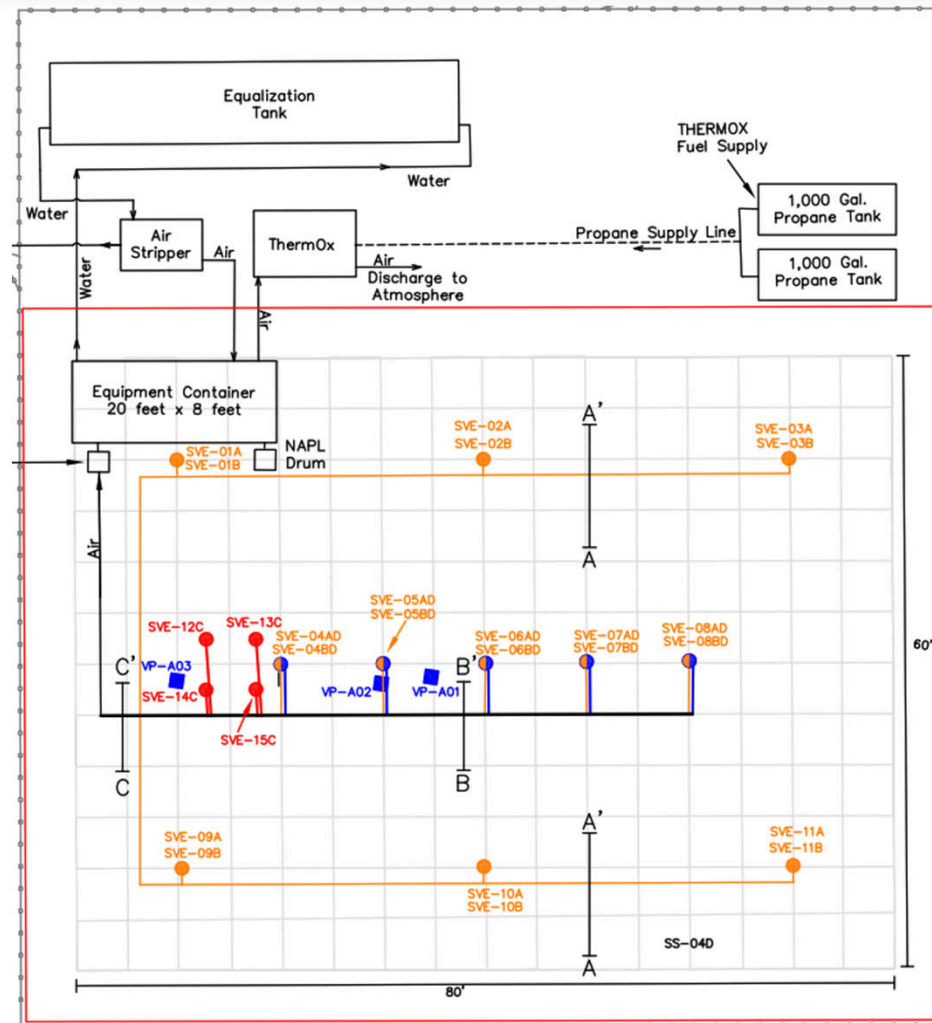 Equalization
Tank
THERMOX
Fuel Supply
Water
Water
1,000 Gal.
Propane Tank
Air
Stripper
Air
ThermOx
Propane Supply Line
Air
Discharge to
Atmosphere
1,000 Gal.
Propane Tank
Water
Air
Equipment Container
20 feet x 8 feet
A'
SVE-02A
SVE-02B
SVE-03A
SVE-03B
SVE-01A
SVE-01B
NAPL
Drum
Air
A
SVE-05AD
SVE-05BD
SVE-12C
SVE-13C
SVE-04AD
SVE-04BD
SVE-06AD
SVE-06BD
SVE-07AD
SVE-07BD
SVE-08AD
SVE-08BD
60'
C'
VP-A03
B'
SVE-14C
VP-A02
VP-A01
SVE-15C
C
B
A'
SVE-09A
SVE-09B
SVE-11A
SVE-11B
SVE-10A
SVE-10B
SS-04D
A
80'